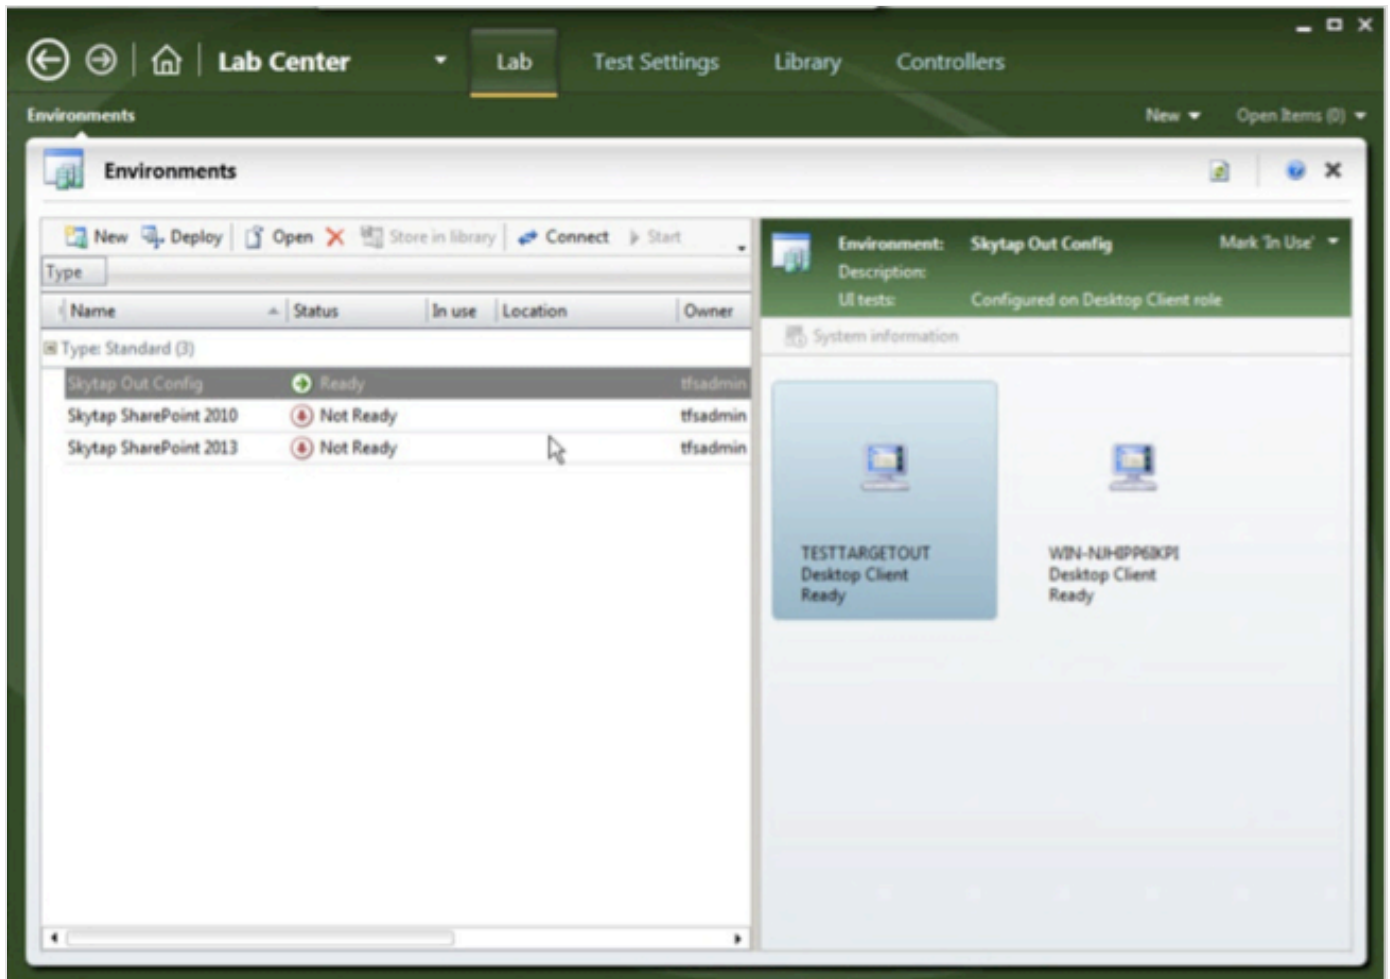 Lab Center Lab Test Settings Library Controllers
Environments New Open Items (0)
Environments
New Deploy Open Store in library Connect Start
Type
Name Status In use Location Owner
Type: Standard (3)
Skytap Out Config Ready tfsadmin
Skytap SharePoint 2010 Not Ready tfsadmin
Skytap SharePoint 2013 Not Ready tfsadmin
Environment: Skytap Out Config Mark 'In Use'
Description:
UI tests: Configured on Desktop Client role
System information
TESTTARGETOUT
Desktop Client
Ready
Desktop Client
Ready